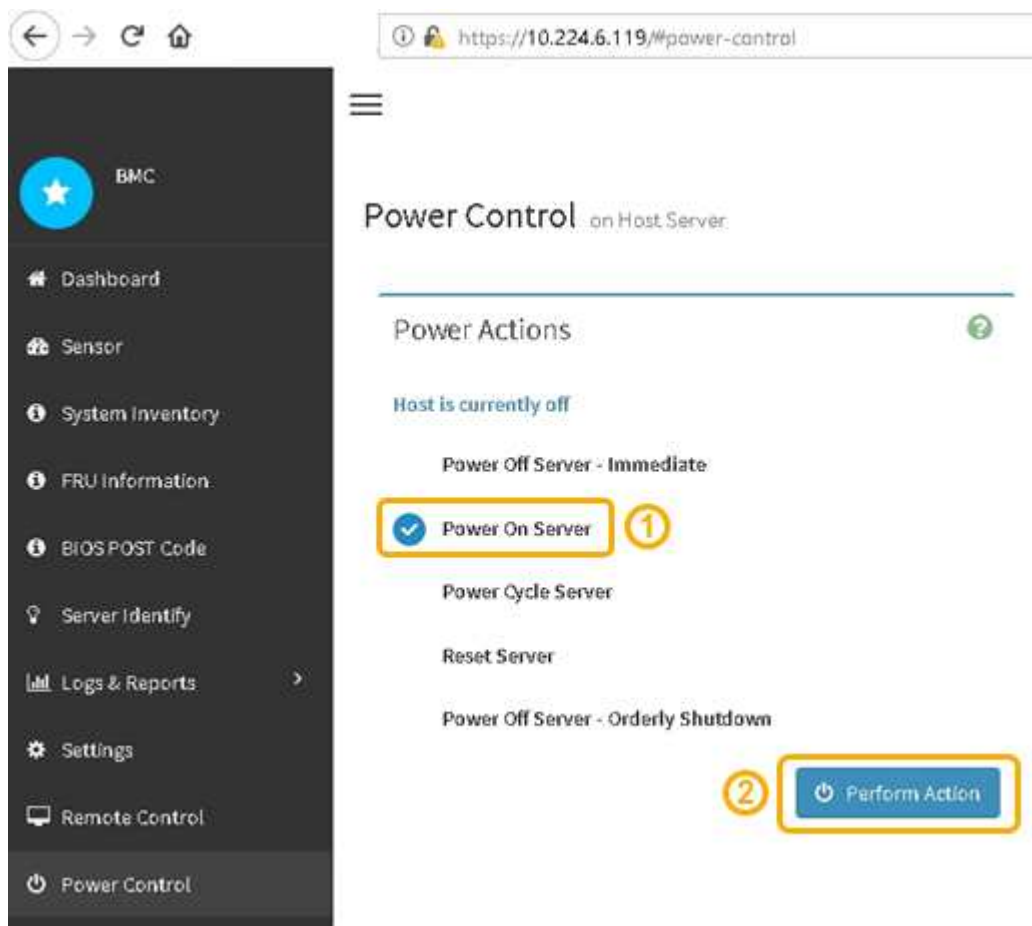 https://10.224.6.119/#power-control
BMC
Power Control on Host Server
Dashboard
Power Actions
Sensor
Host is currently off
System Inventory
Power Off Server - Immediate
FRU Information
Power On Server
1
BIOS POST Code
Power Cycle Server
Server Identify
Reset Server
Logs & Reports
Power Off Server - Orderly Shutdown
Settings
2
Perform Action
Remote Control
Power Control